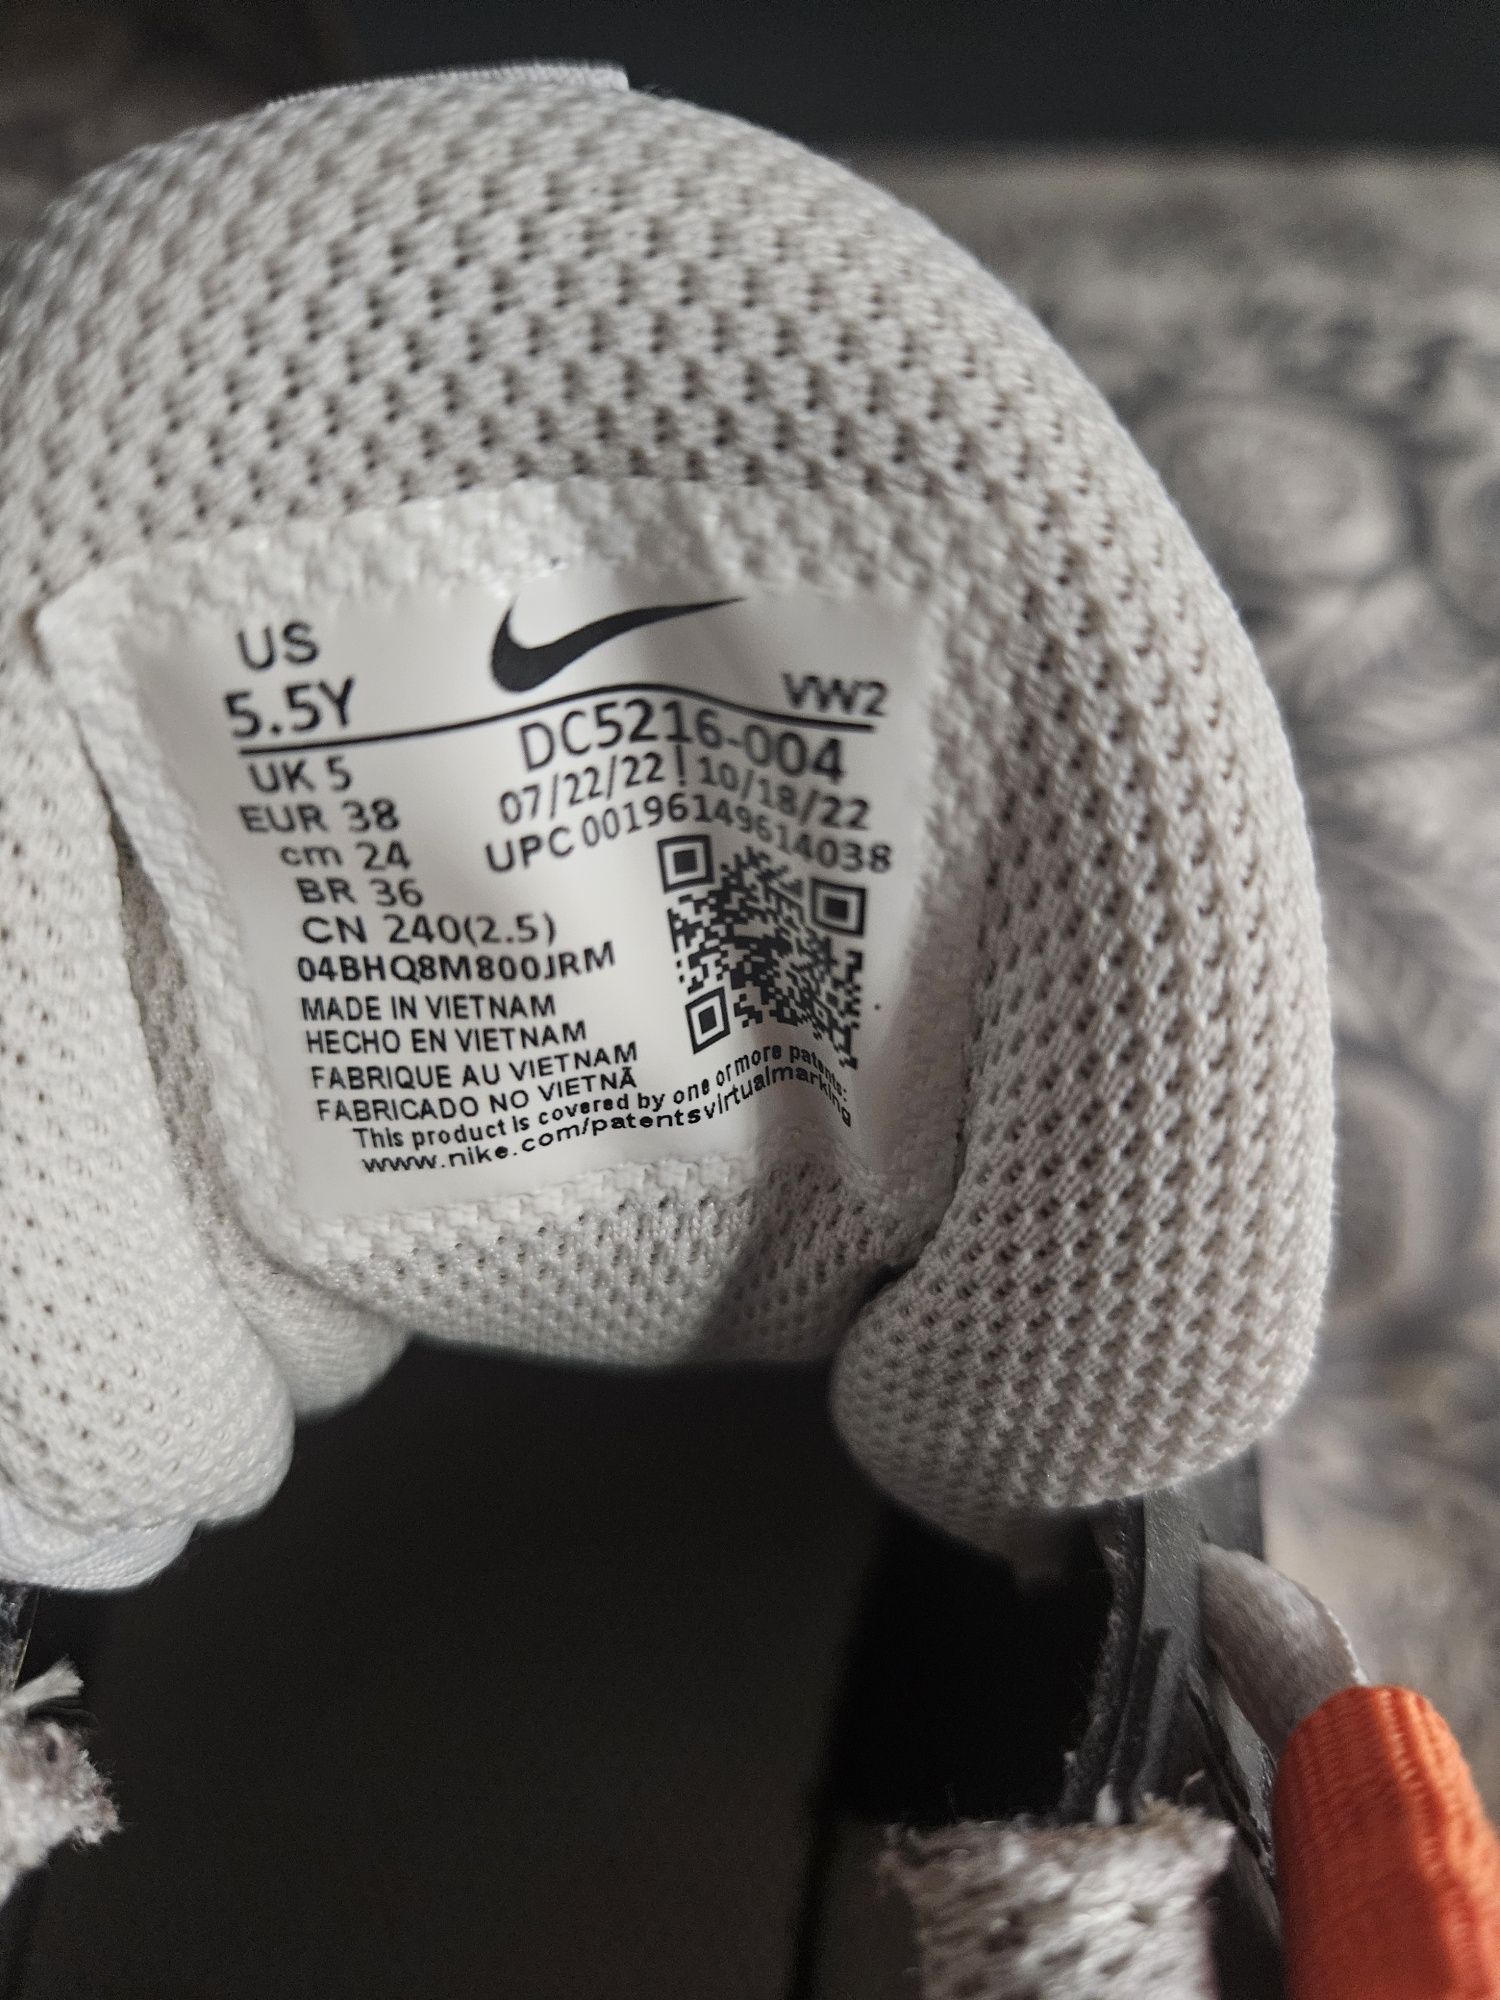 US
5.5Y
VW2
UK 5
EUR 38
cm 24
BR 36
CN 240(2.5)
DC5216-004
07/22/22 | 10/18/22
UPC 00196149614038
04BHQ8M800JRM
MADE IN VIETNAM
HECHO EN VIETNAM
FABRIQUE AU VIETNAM
FABRICADO NO VIETNÃ
This product is covered by one or more patents:
www.nike.com/patentsvirtualmarking